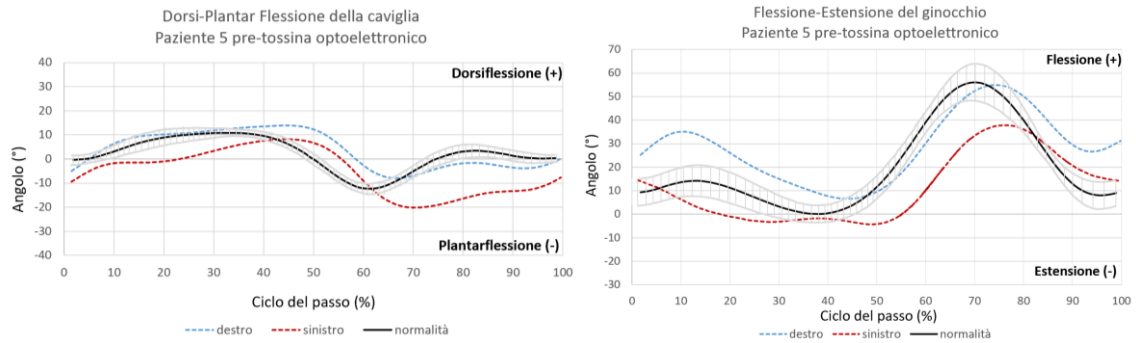 Dorsi-Plantar Flessione della caviglia
Paziente 5 pre-tossina optoelettronico
40
30
20
10
0
-10
-20
-30
-40
Angolo (°)
Dorsiflessione (+)
Plantarflessione (-)
0 10 20 30 40 50 60 70 80 90 100
Ciclo del passo (%)
destro sinistro normalità
Flessione-Estensione del ginocchio
Paziente 5 pre-tossina optoelettronico
70
60
50
40
30
20
10
0
-10
-20
-30
Angolo (°)
Flessione (+)
Estensione (-)
1 10 20 30 40 50 60 70 80 90 100
Ciclo del passo (%)
destro sinistro normalità